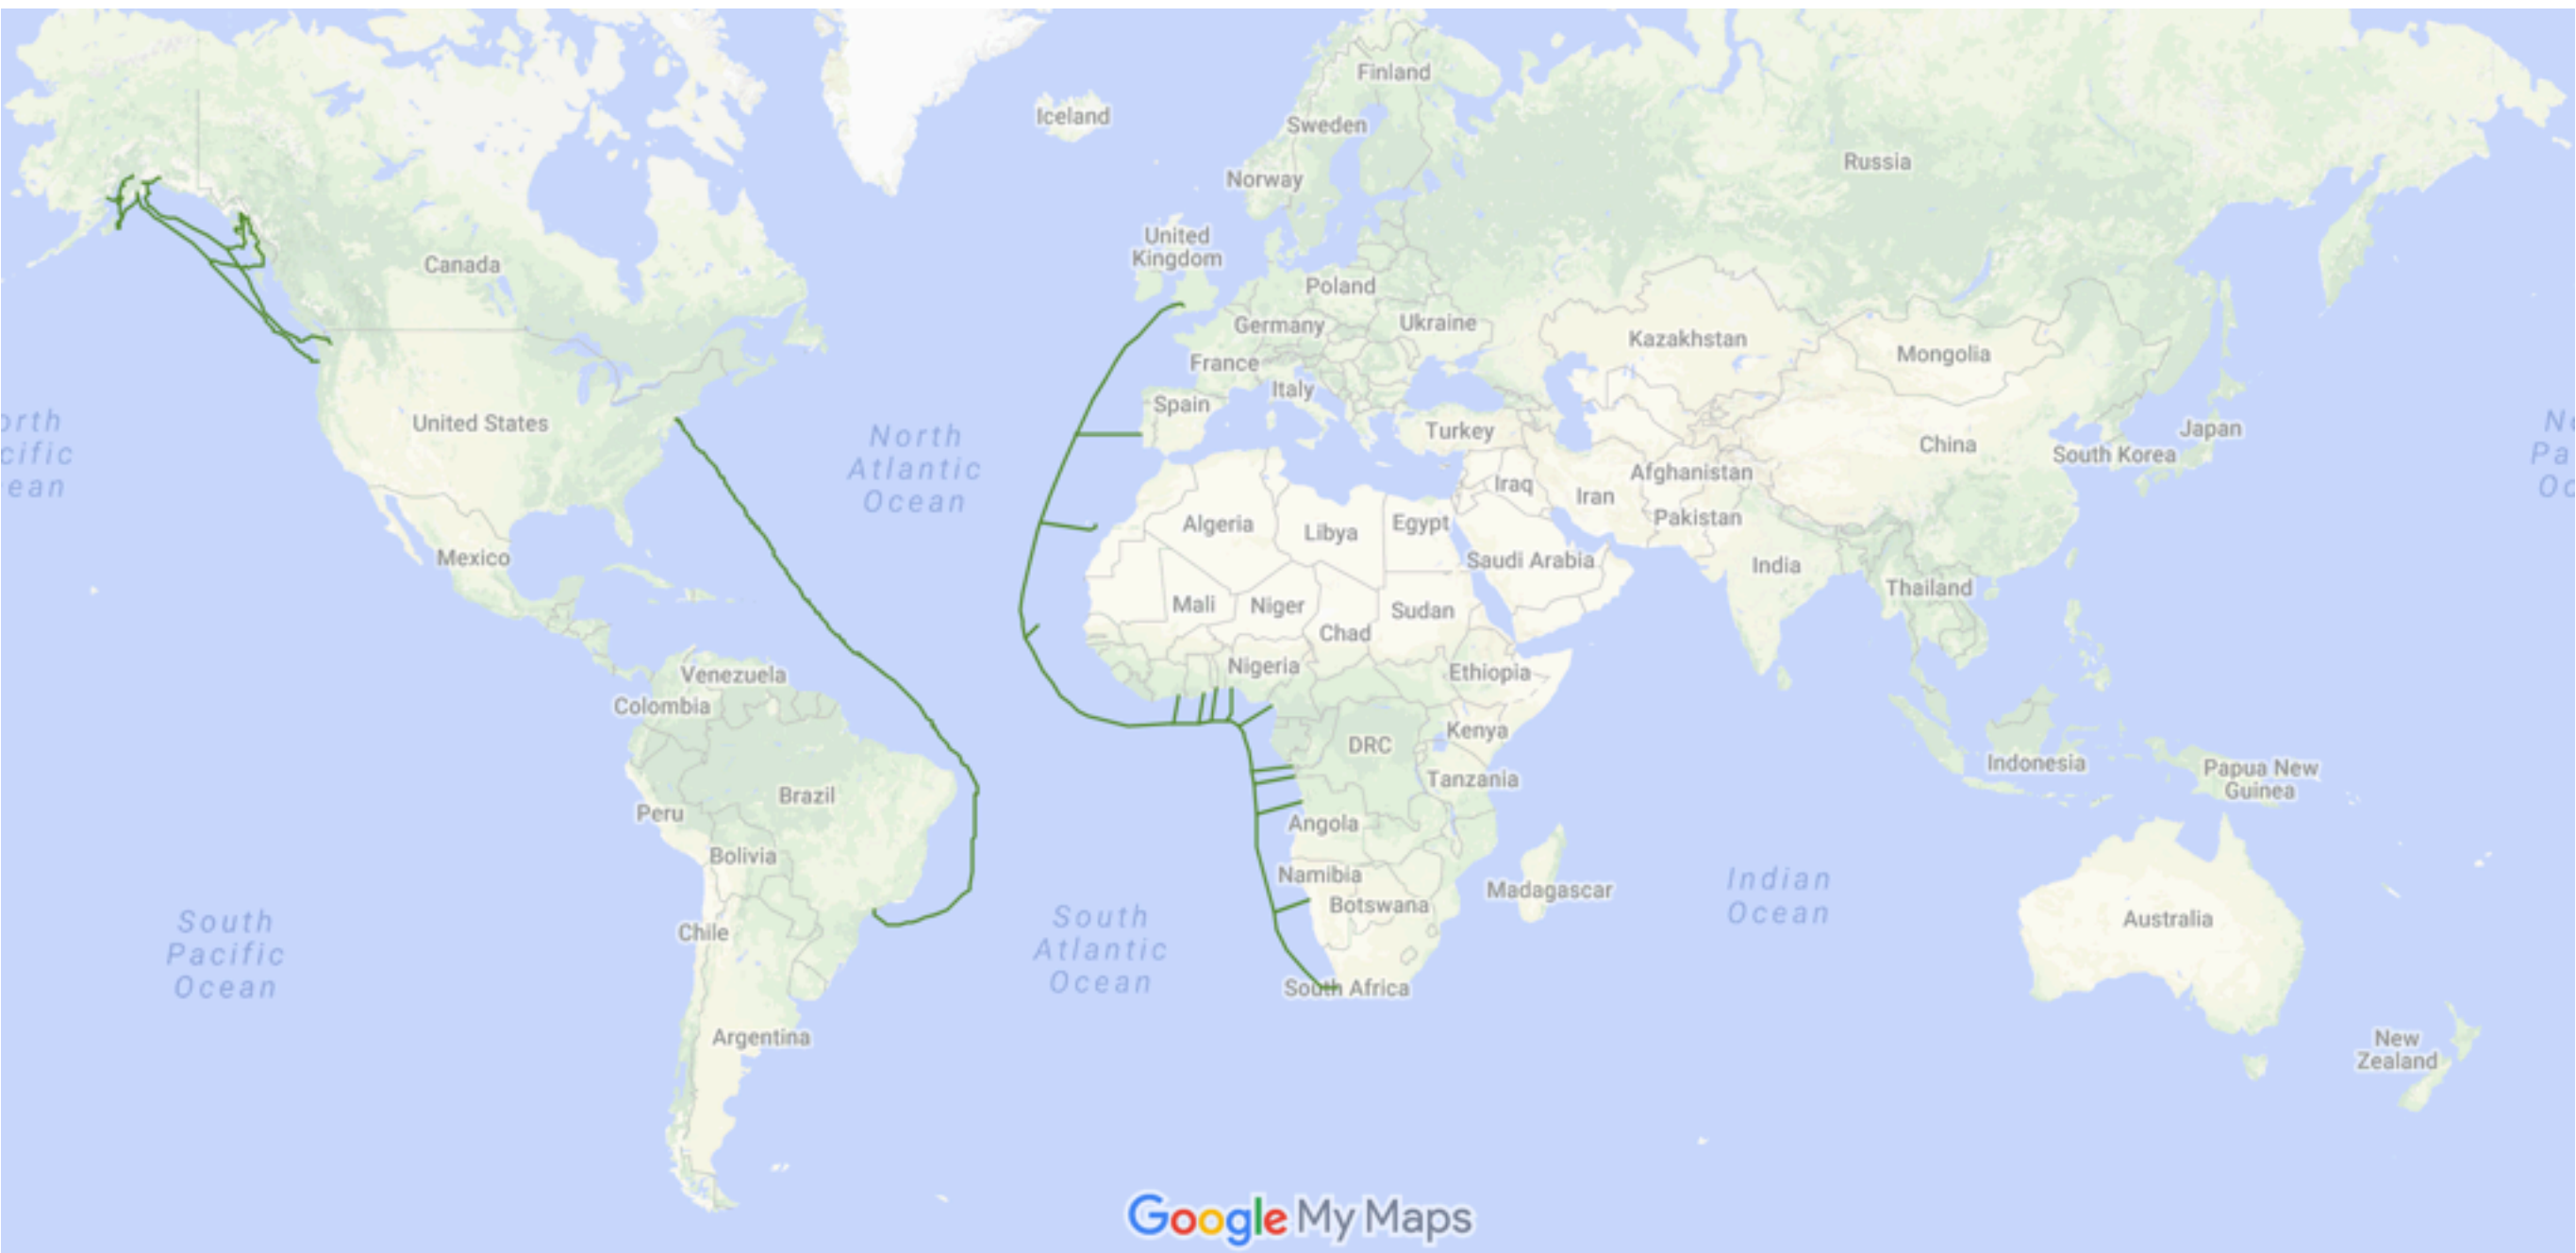 Finland
Iceland
Sweden
Russia
Norway
United
Kingdom
Canada
Poland
Germany
Ukraine
Kazakhstan
Mongolia
France
Italy
Spain
United States
North
Atlantic
Ocean
orth
cific
ean
Turkey
China
Japan
South Korea
No
Pa
Oc
Afghanistan
Iraq
Iran
Pakistan
Algeria
Libya
Egypt
Saudi Arabia
India
Mexico
Thailand
Mali
Niger
Sudan
Chad
Nigeria
Ethiopia
Venezuela
Colombia
Kenya
DRC
Tanzania
Indonesia
Papua New
Guinea
Brazil
Peru
Angola
Bolivia
Namibia
Botswana
Madagascar
Indian
Ocean
Australia
South
Pacific
Ocean
Chile
South
Atlantic
Ocean
South Africa
Argentina
New
Zealand
Google My Maps